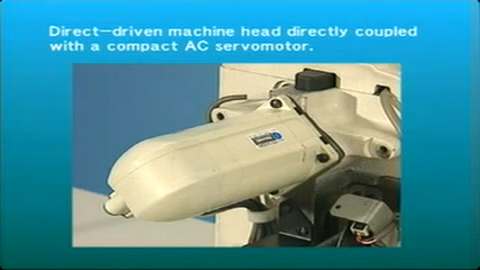 Direct-driven machine head directly coupled
with a compact AC servomotor.